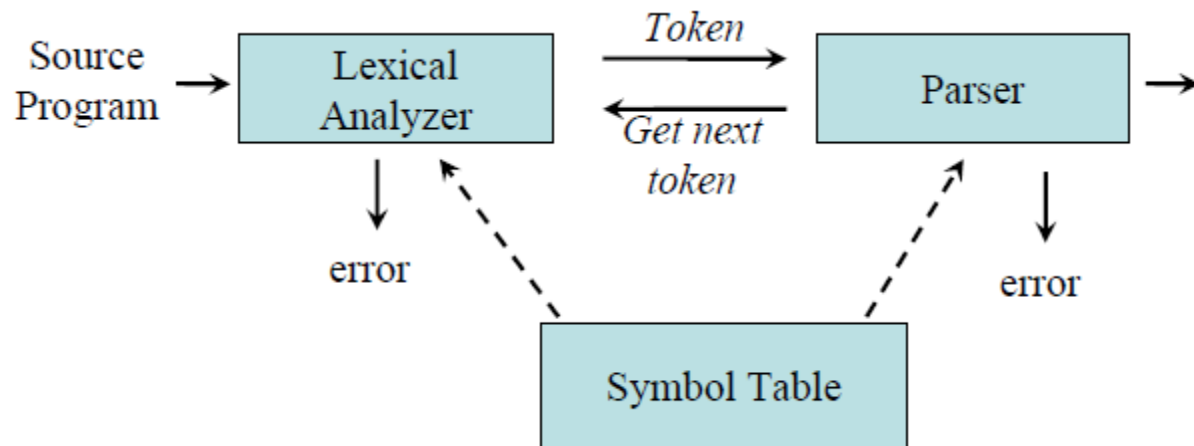 Source
Program
Lexical
Analyzer
Token
Get next
token
Parser
error
error
Symbol Table